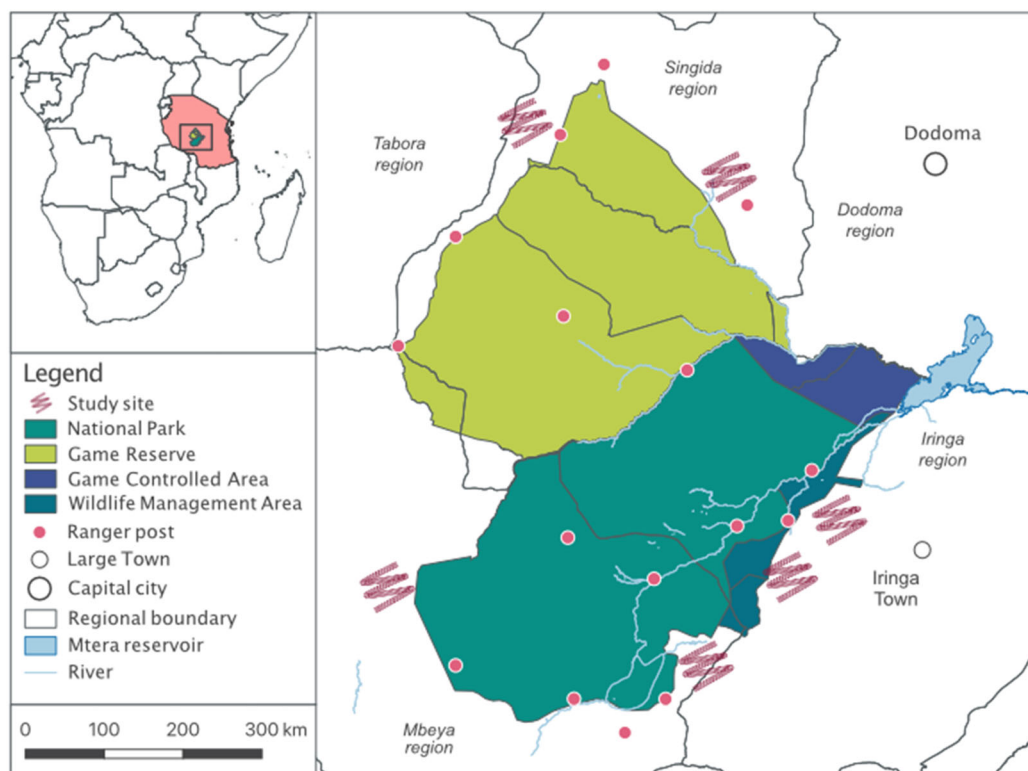 Singida
region
Tabora
region
Dodoma
Dodoma
region
Legend
Study site
National Park
Game Reserve
Game Controlled Area
Wildlife Management Area
Ranger post
Large Town
Capital city
Regional boundary
Mtera reservoir
River
Iringa
region
Iringa
Town
Mbeya
region
0 100 200 300 km